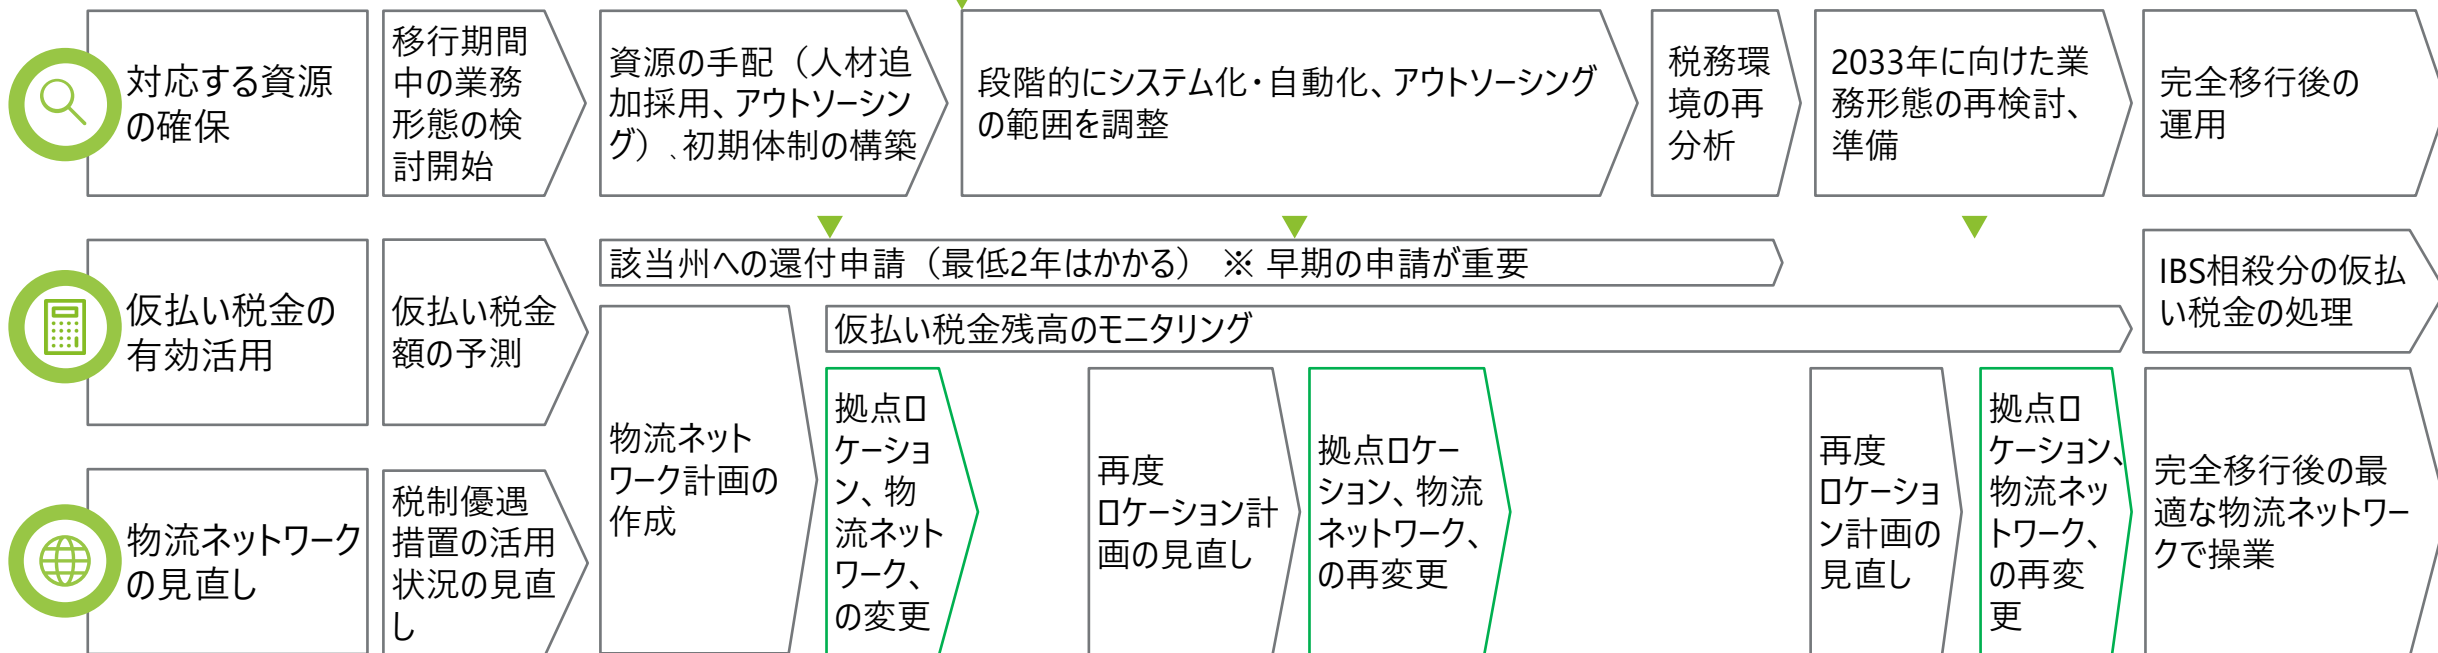 対応する資源
の確保
移行期間
中の業務
形態の検
討開始
資源の手配（人材追
加採用、アウトソーシン
グ）、初期体制の構築
段階的にシステム化・自動化、アウトソーシング
の範囲を調整
税務環
境の再
分析
2033年に向けた業
務形態の再検討、
準備
完全移行後の
運用
仮払い税金の
有効活用
仮払い税金
額の予測
該当州への還付申請（最低2年はかかる） ※ 早期の申請が重要
仮払い税金残高のモニタリング
IBS相殺分の仮払
い税金の処理
物流ネットワーク
の見直し
税制優遇
措置の活用
状況の見直
し
物流ネット
ワーク計画の
作成
拠点ロ
ケーショ
ン、物
流ネット
ワーク、
の変更
再度
ロケーション計
画の見直し
拠点ロケー
ション、物流
ネットワーク、
の再変更
再度
ロケーショ
ン計画の
見直し
拠点ロ
ケーション、
物流ネッ
トワーク、
の再変
更
完全移行後の最
適な物流ネットワー
クで操業